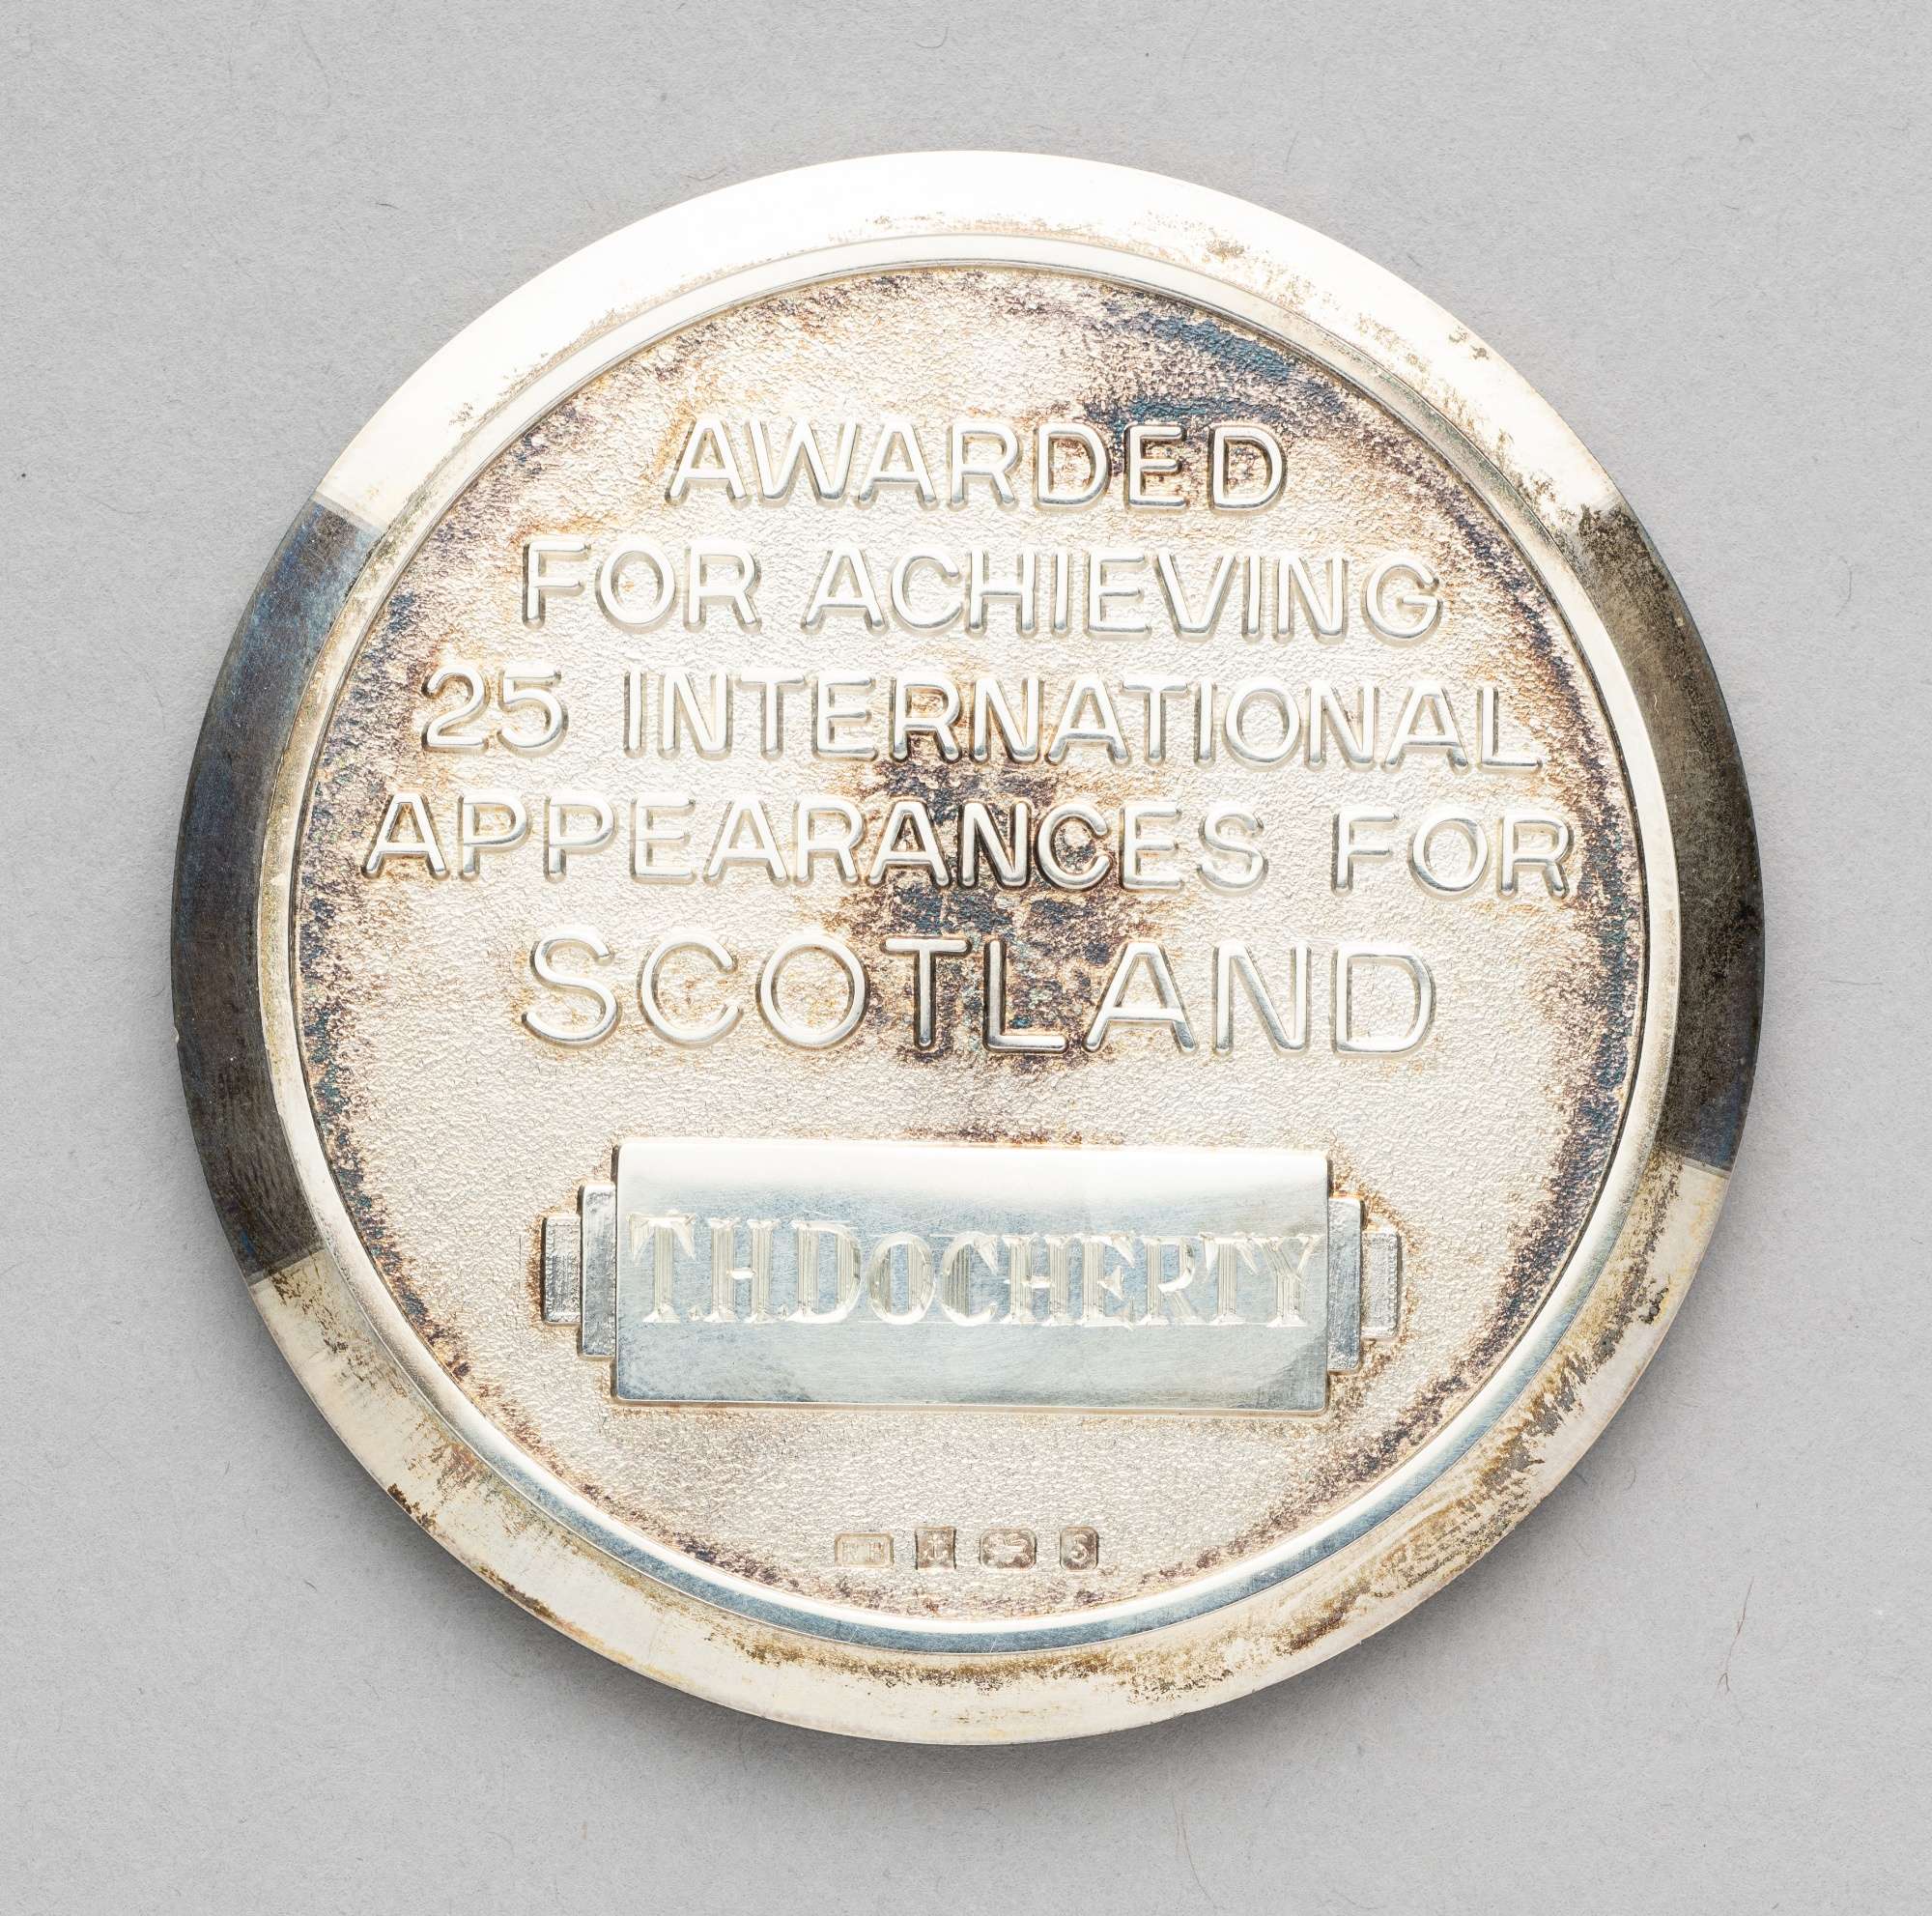 AWARDED
FOR ACHIEVING
25 INTERNATIONAL
APPEARANCES FOR
SCOTLAND
T.H.DOCHERTY